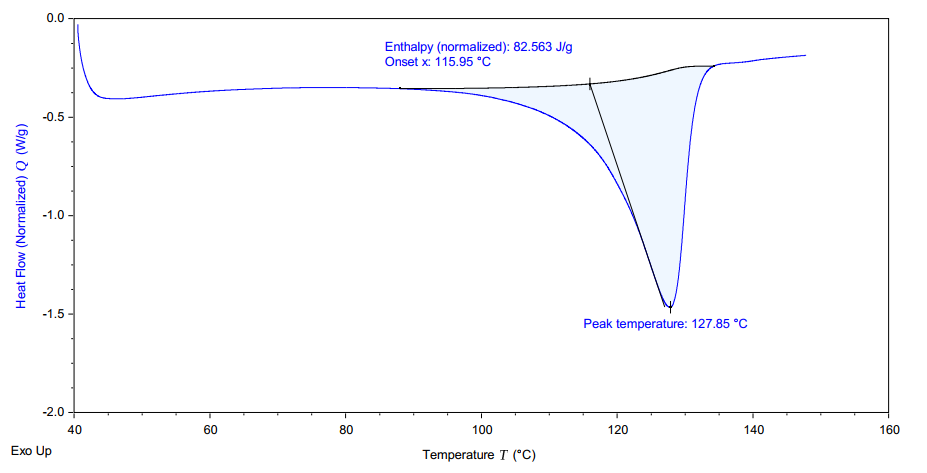 0.0
Enthalpy (normalized): 82.563 J/g
Onset x: 115.95 °C
-0.5
-1.0
-1.5
-2.0
Heat Flow (Normalized) Q (W/g)
Peak temperature: 127.85 °C
40 60 80 100 120 140 160
Exo Up
Temperature T (°C)